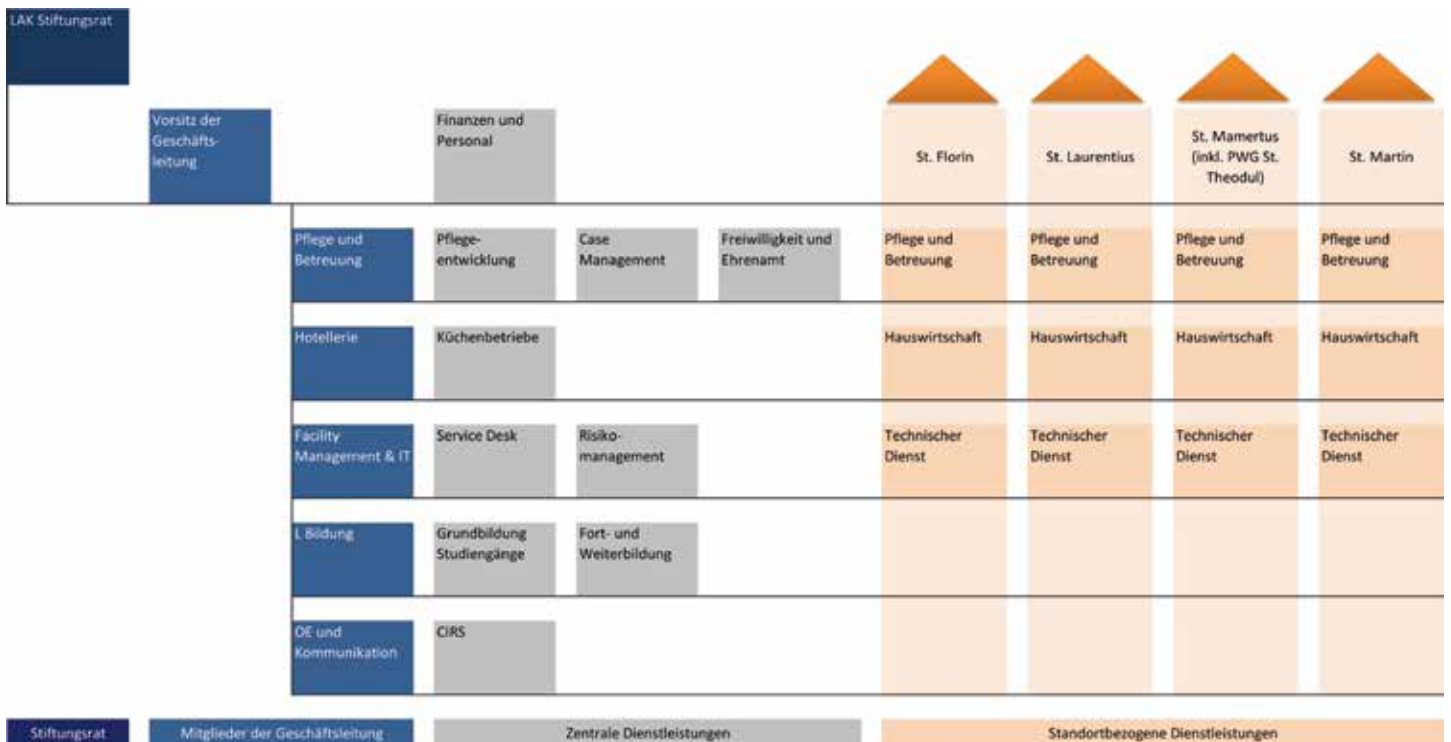 LAK Stiftungsrat
Vorsitz der
Geschäfts-
leitung
Finanzen und
Personal
St. Florin
St. Laurentius
St. Mamertus
(inkl. PWG St.
Theodul)
St. Martin
Pflege und
Betreuung
Pflege-
entwicklung
Case
Management
Freiwilligkeit und
Ehrenamt
Pflege und
Betreuung
Pflege und
Betreuung
Pflege und
Betreuung
Pflege und
Betreuung
Hotellerie
Küchenbetriebe
Hauswirtschaft
Hauswirtschaft
Hauswirtschaft
Hauswirtschaft
Facility
Management & IT
Service Desk
Risiko-
management
Technischer
Dienst
Technischer
Dienst
Technischer
Dienst
Technischer
Dienst
L Bildung
Grundbildung
Studiengänge
Fort- und
Weiterbildung
OE und
Kommunikation
CIRS
Stiftungsrat
Mitglieder der Geschäftsleitung
Zentrale Dienstleistungen
Standortbezogene Dienstleistungen